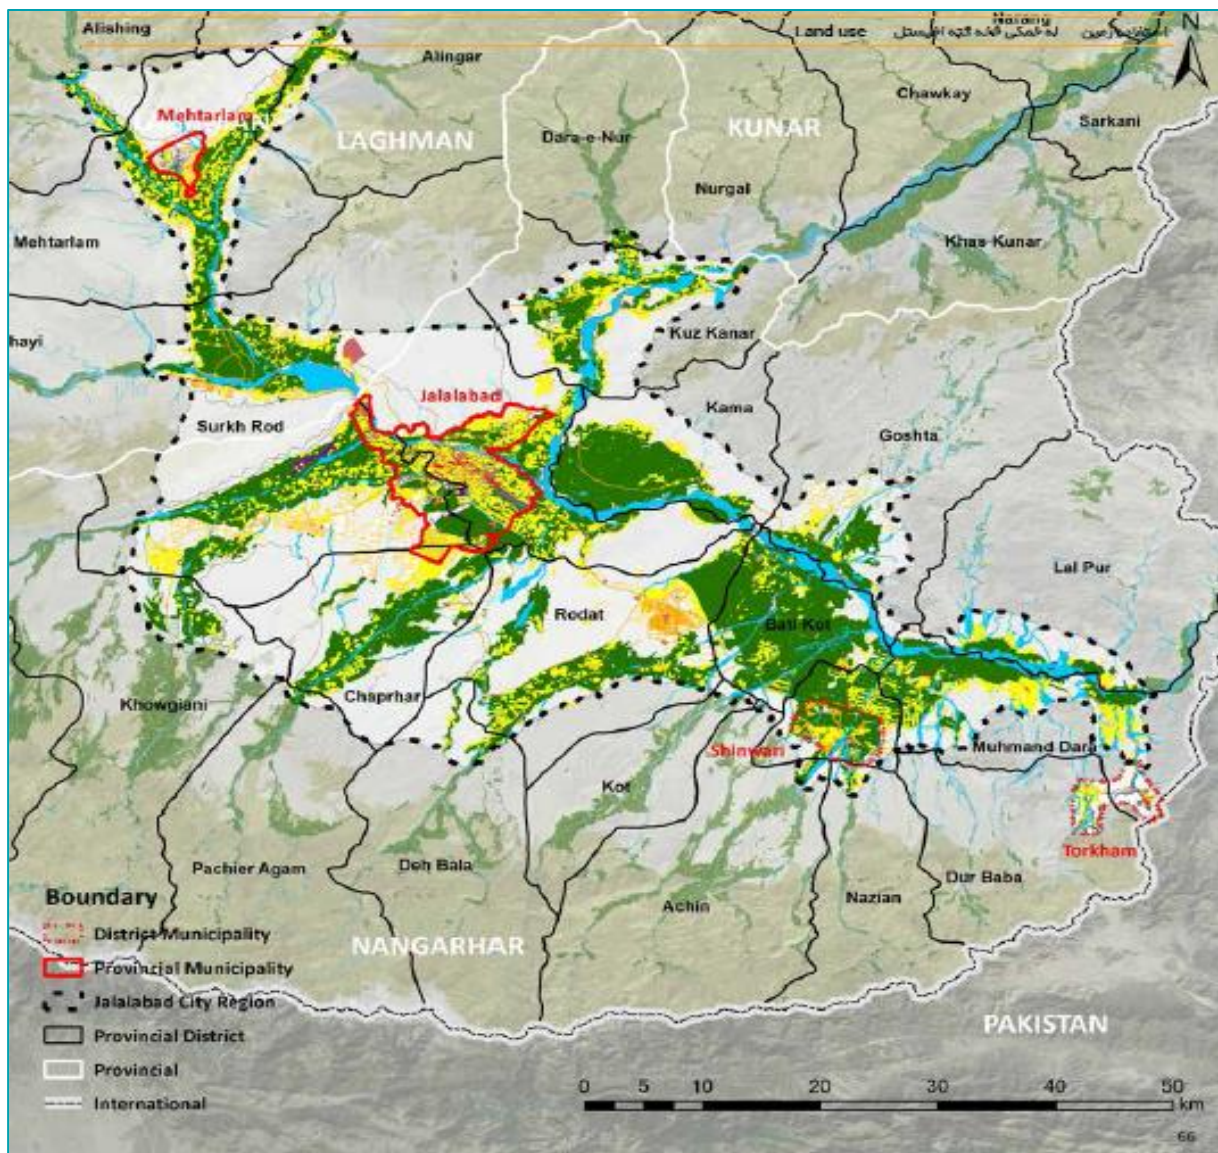 Alishing
Narang
N
Land use
Alingar
Chawkay
Mehtarlam
Sarkani
LAGHMAN
Dara-e-Nur
KUNAR
Nurgal
Mehtarlam
Khas Kunar
hayi
Kuz Kanar
Jalalabad
Kama
Surkh Rod
Goshta
Lal Pur
Rodat
Bati Kot
Chaprhar
Khowgiani
Shinwari
Muhmand Dara
Kot
Torkham
Pachier Agam
Deh Bala
Dur Baba
Nazian
Achin
Boundary
District Municipality
NANGARHAR
Provincial Municipality
Jalalabad City Region
PAKISTAN
Provincial District
Provincial
International
0 5 10 20 30 40 50
km
66